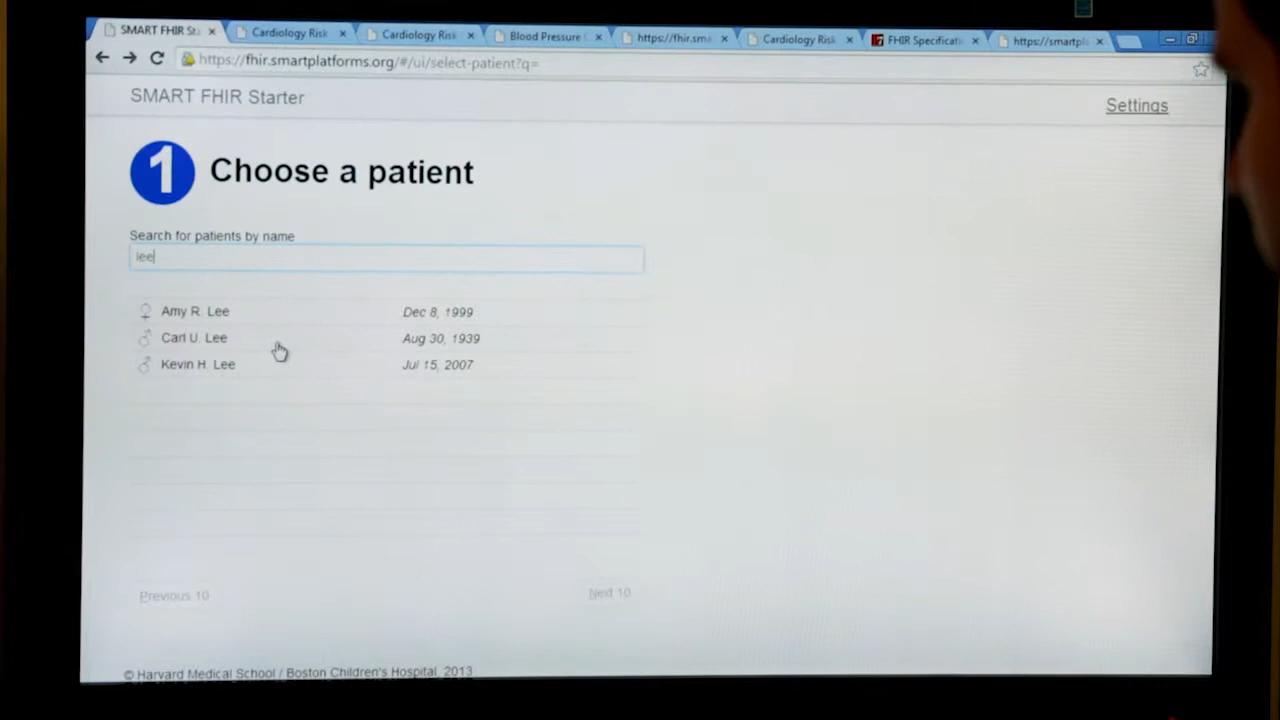 SMART FHIR Sta
Cardiology Risk
Cardiology Risk
Blood Pressure
https://fhir.sma
Cardiology Risk
FHIR Specificati
https://smartpl
https://fhir.smartplatforms.org/#/ui/select-patient?q=
SMART FHIR Starter
Settings
1 Choose a patient
Search for patients by name
lee
Amy R. Lee Dec 8, 1999
Carl U. Lee Aug 30, 1939
Kevin H. Lee Jul 15, 2007
Previous 10
Next 10
© Harvard Medical School / Boston Children's Hospital, 2013